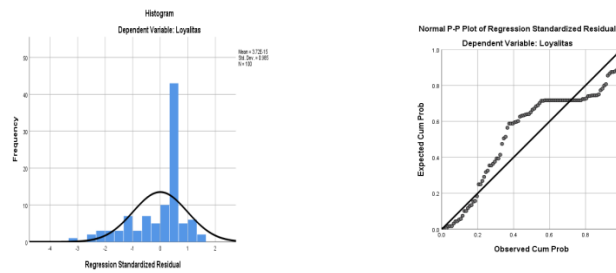 Histogram
Dependent Variable: Loyalitas
Mean = 3.72E-15
Std. Dev. = 0.985
N = 100
50
40
30
20
10
0
Frequency
-4
-3
-2
-1
0
1
2
Regression Standardized Residual
Normal P-P Plot of Regression Standardized Residual
Dependent Variable: Loyalitas
1.0
0.8
0.6
0.4
0.2
0.0
Expected Cum Prob
0.0
0.2
0.4
0.6
0.8
Observed Cum Prob